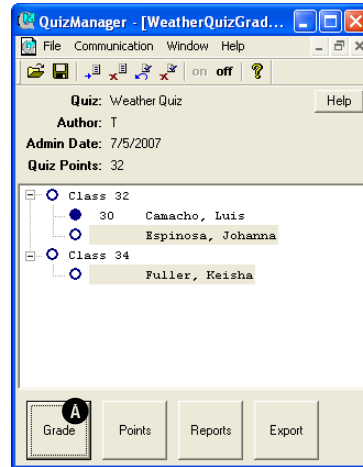 QuizManager - [WeatherQuizGrad...
File Communication Window Help
on off
Quiz: Weather Quiz Help
Author: T
Admin Date: 7/5/2007
Quiz Points: 32
Class 32
30 Camacho, Luis
Espinosa, Johanna
Class 34
Fuller, Keisha
A
Grade Points Reports Export